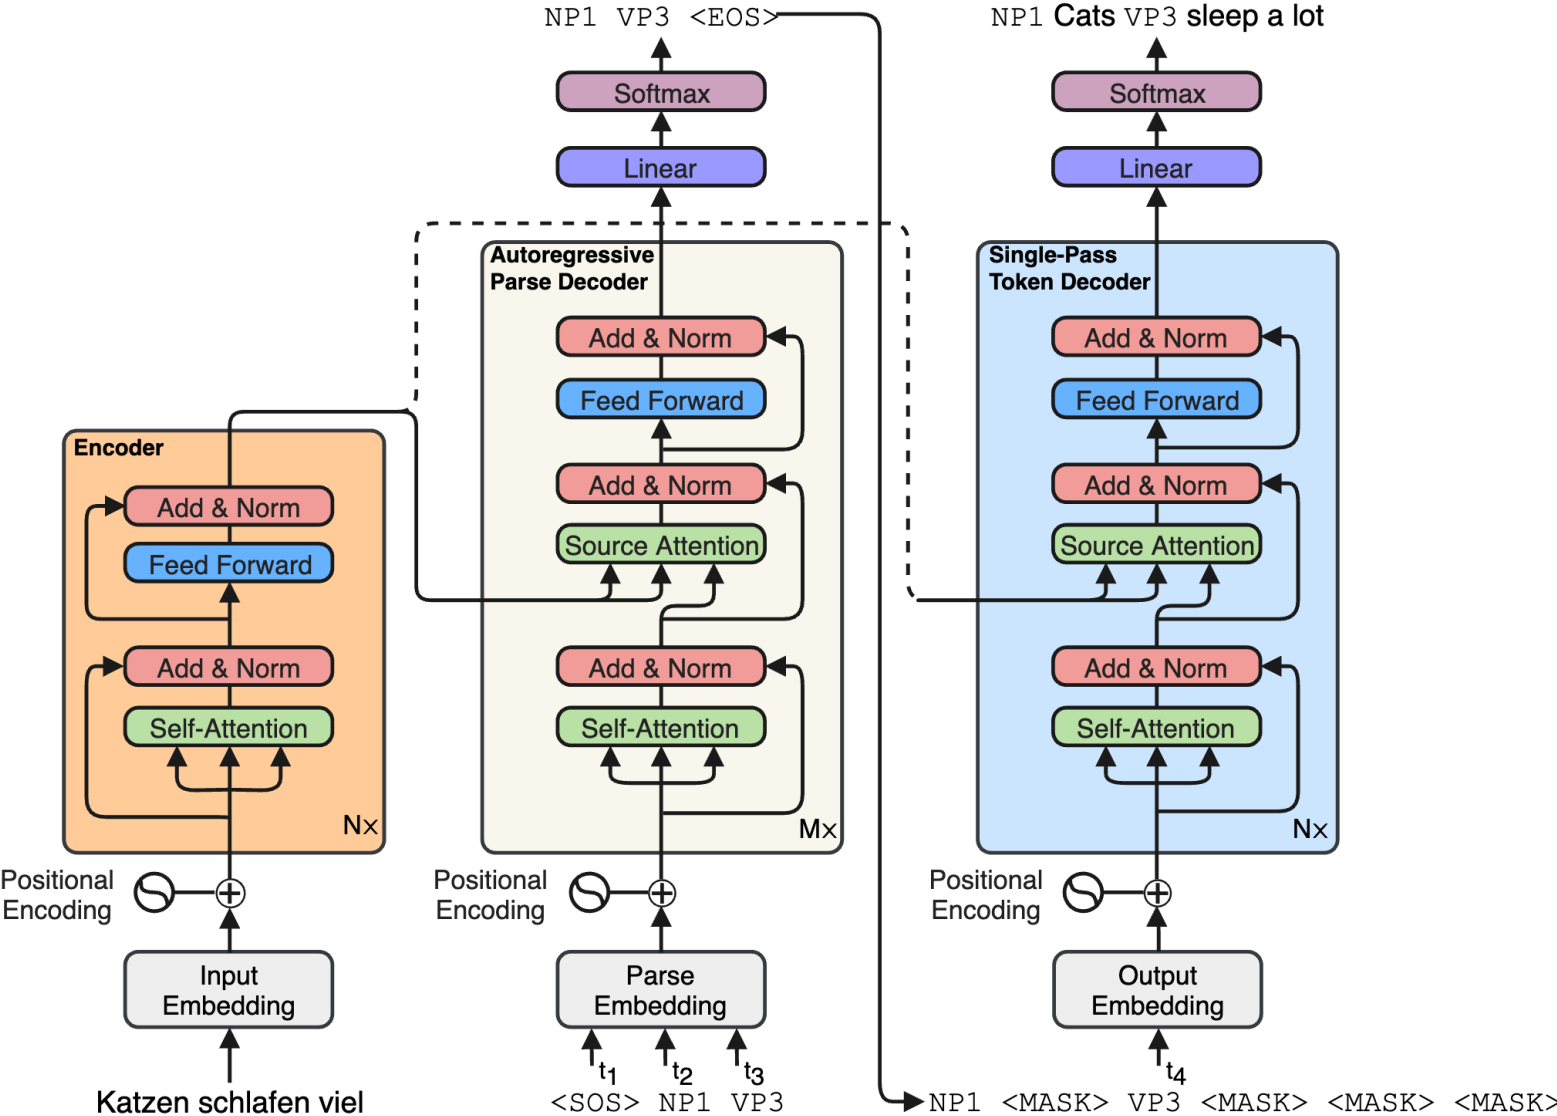 NP1 VP3 <EOS>
NP1 Cats VP3 sleep a lot
Softmax
Softmax
Linear
Linear
Encoder
Add & Norm
Feed Forward
Add & Norm
Self-Attention
N×
Positional
Encoding
Input
Embedding
Katzen schlafen viel
Autoregressive
Parse Decoder
Add & Norm
Feed Forward
Add & Norm
Source Attention
Add & Norm
Self-Attention
M×
Positional
Encoding
Parse
Embedding
t1 t2 t3
<SOS> NP1 VP3
Single-Pass
Token Decoder
Add & Norm
Feed Forward
Add & Norm
Source Attention
Add & Norm
Self-Attention
N×
Positional
Encoding
Output
Embedding
t4
NP1 <MASK> VP3 <MASK> <MASK> <MASK>